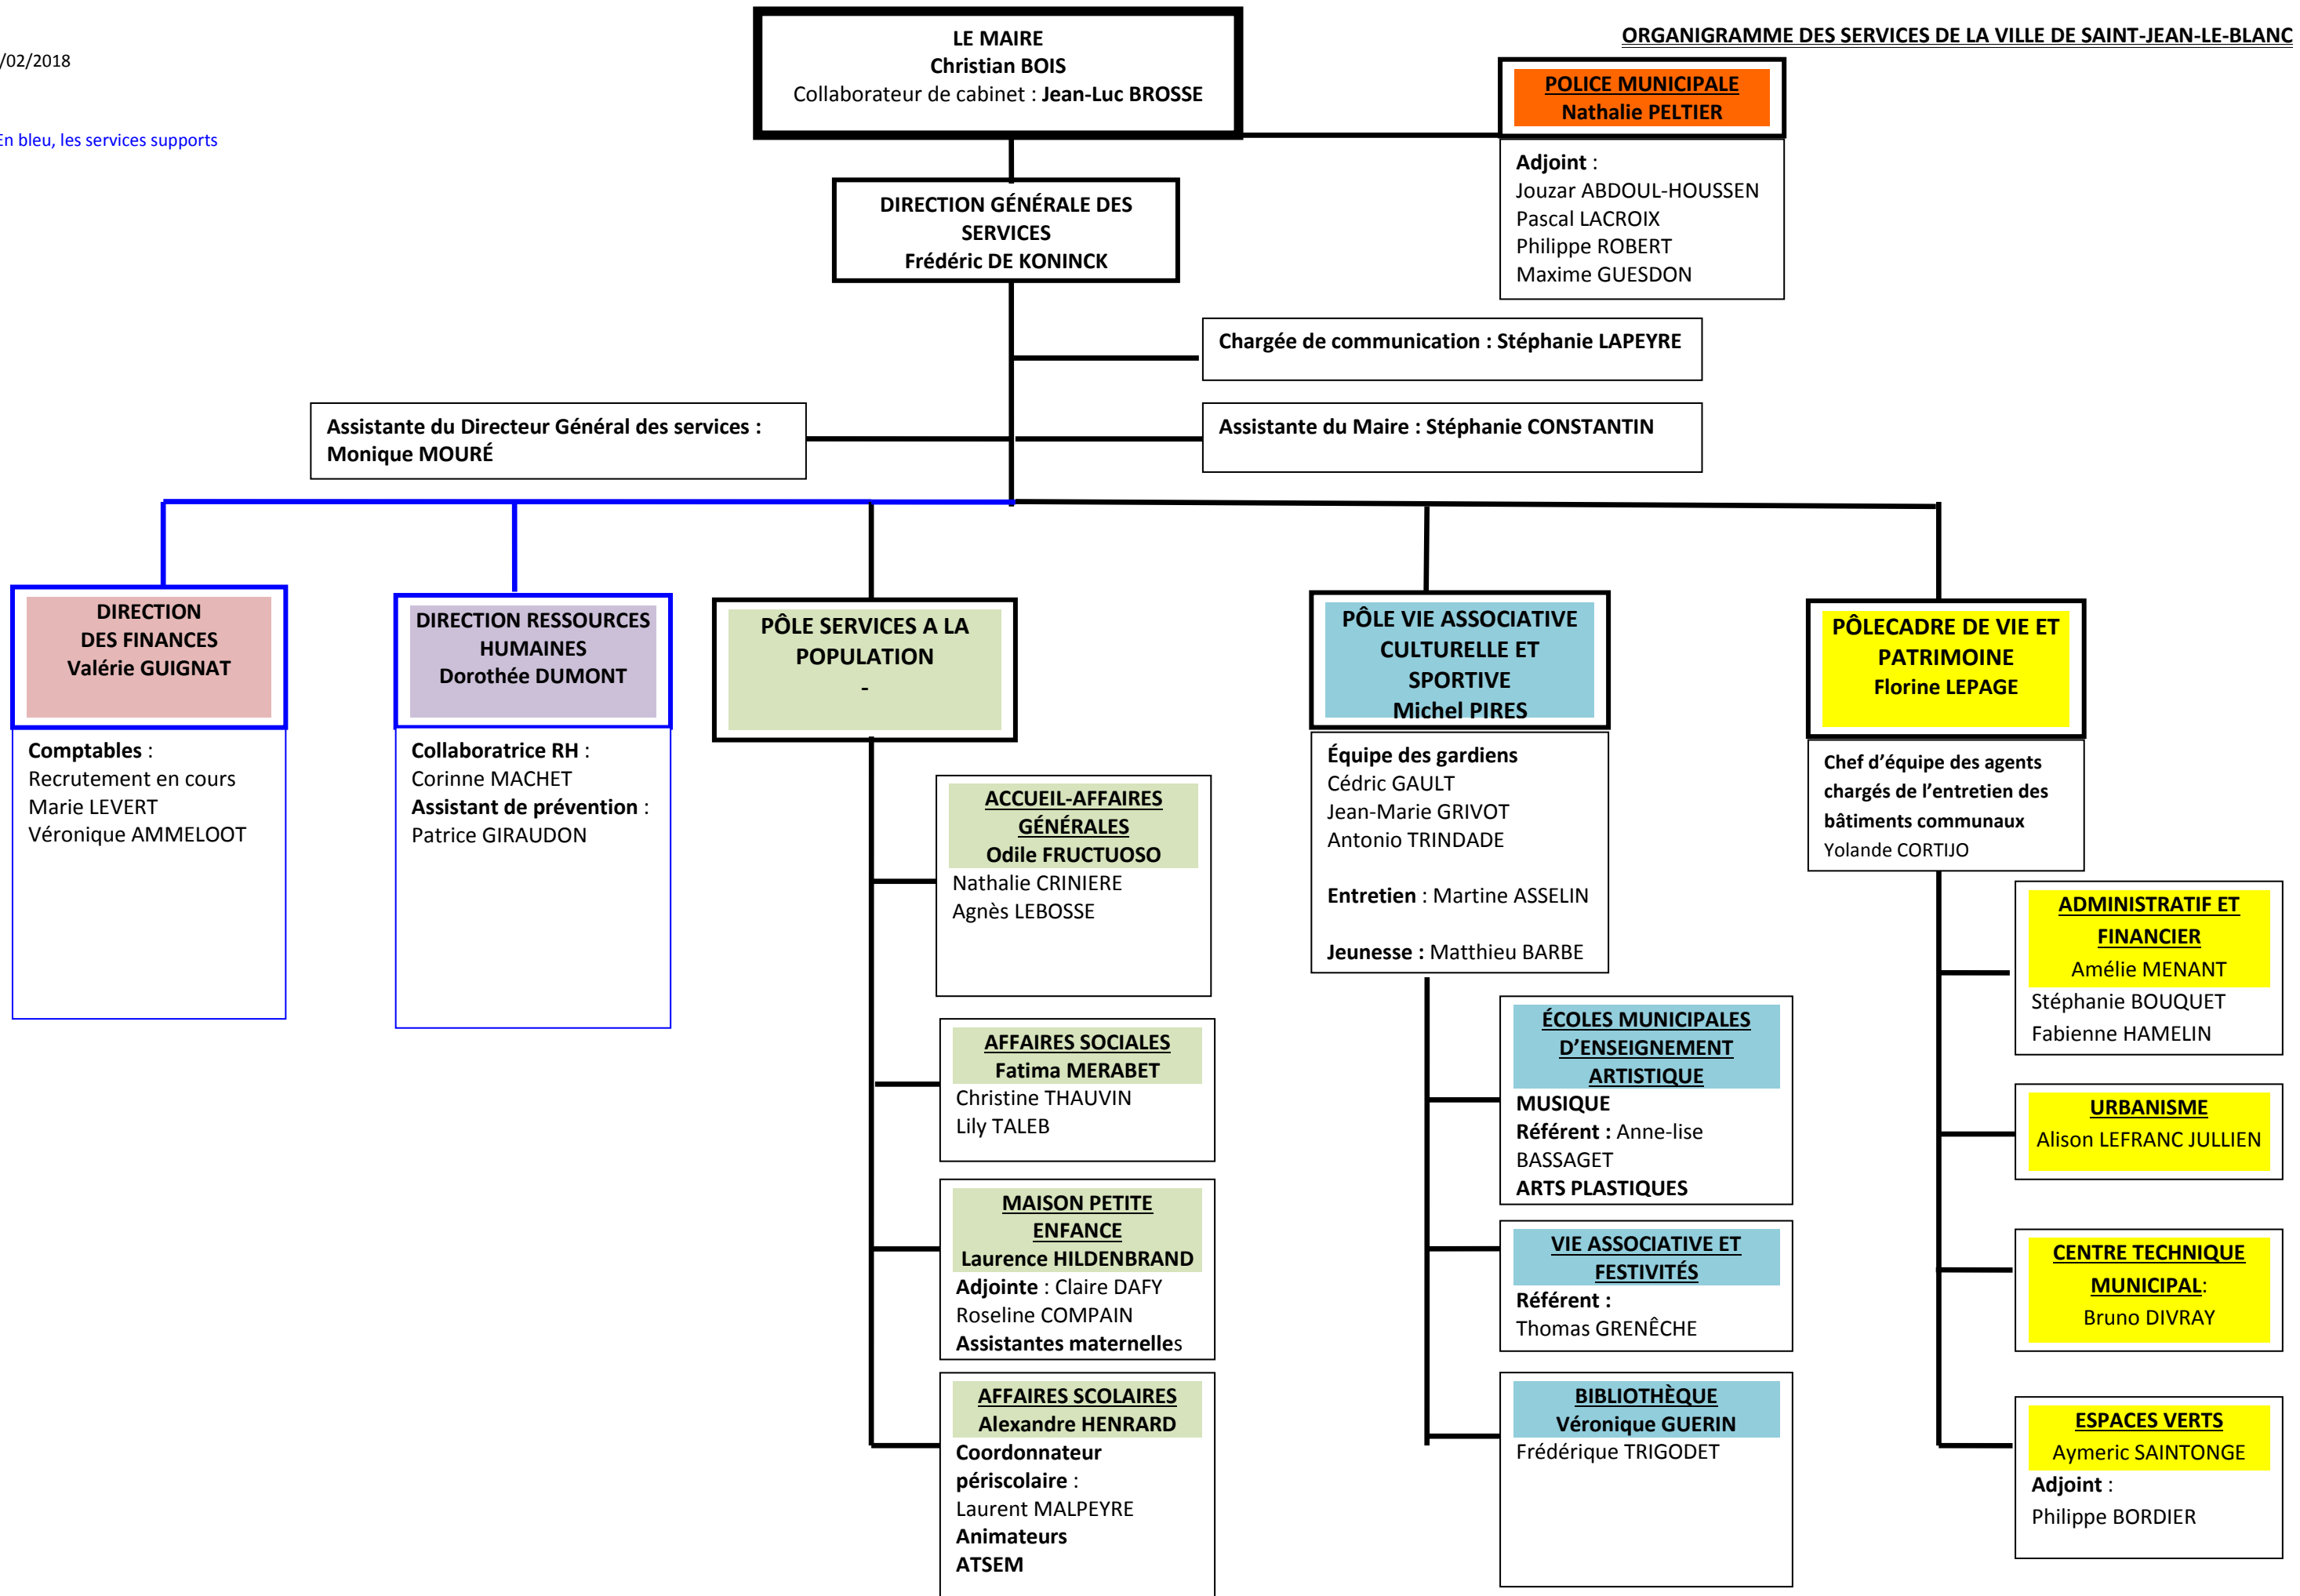 ORGANIGRAMME DES SERVICES DE LA VILLE DE SAINT-JEAN-LE-BLANC
/02/2018
En bleu, les services supports
LE MAIRE
Christian BOIS
Collaborateur de cabinet : Jean-Luc BROSSE
POLICE MUNICIPALE
Nathalie PELTIER
Adjoint :
Jouzar ABDOUL-HOUSSEN
Pascal LACROIX
Philippe ROBERT
Maxime GUESDON
DIRECTION GÉNÉRALE DES
SERVICES
Frédéric DE KONINCK
Chargée de communication : Stéphanie LAPEYRE
Assistante du Directeur Général des services :
Monique MOURÉ
Assistante du Maire : Stéphanie CONSTANTIN
DIRECTION
DES FINANCES
Valérie GUIGNAT
Comptables :
Recrutement en cours
Marie LEVERT
Véronique AMMELOOT
DIRECTION RESSOURCES
HUMAINES
Dorothée DUMONT
Collaboratrice RH :
Corinne MACHET
Assistant de prévention :
Patrice GIRAUDON
PÔLE SERVICES A LA
POPULATION
-
ACCUEIL-AFFAIRES
GÉNÉRALES
Odile FRUCTUOSO
Nathalie CRINIERE
Agnès LEBOSSE
AFFAIRES SOCIALES
Fatima MERABET
Christine THAUVIN
Lily TALEB
MAISON PETITE
ENFANCE
Laurence HILDENBRAND
Adjointe : Claire DAFY
Roseline COMPAIN
Assistantes maternelles
AFFAIRES SCOLAIRES
Alexandre HENRARD
Coordonnateur
périscolaire :
Laurent MALPEYRE
Animateurs
ATSEM
PÔLE VIE ASSOCIATIVE
CULTURELLE ET
SPORTIVE
Michel PIRES
Équipe des gardiens
Cédric GAULT
Jean-Marie GRIVOT
Antonio TRINDADE
Entretien : Martine ASSELIN
Jeunesse : Matthieu BARBE
ÉCOLES MUNICIPALES
D'ENSEIGNEMENT
ARTISTIQUE
MUSIQUE
Référent : Anne-lise
BASSAGET
ARTS PLASTIQUES
VIE ASSOCIATIVE ET
FESTIVITÉS
Référent :
Thomas GRENÊCHE
BIBLIOTHÈQUE
Véronique GUERIN
Frédérique TRIGODET
PÔLECADRE DE VIE ET
PATRIMOINE
Florine LEPAGE
Chef d'équipe des agents
chargés de l'entretien des
bâtiments communaux
Yolande CORTIJO
ADMINISTRATIF ET
FINANCIER
Amélie MENANT
Stéphanie BOUQUET
Fabienne HAMELIN
URBANISME
Alison LEFRANC JULLIEN
CENTRE TECHNIQUE
MUNICIPAL:
Bruno DIVRAY
ESPACES VERTS
Aymeric SAINTONGE
Adjoint :
Philippe BORDIER